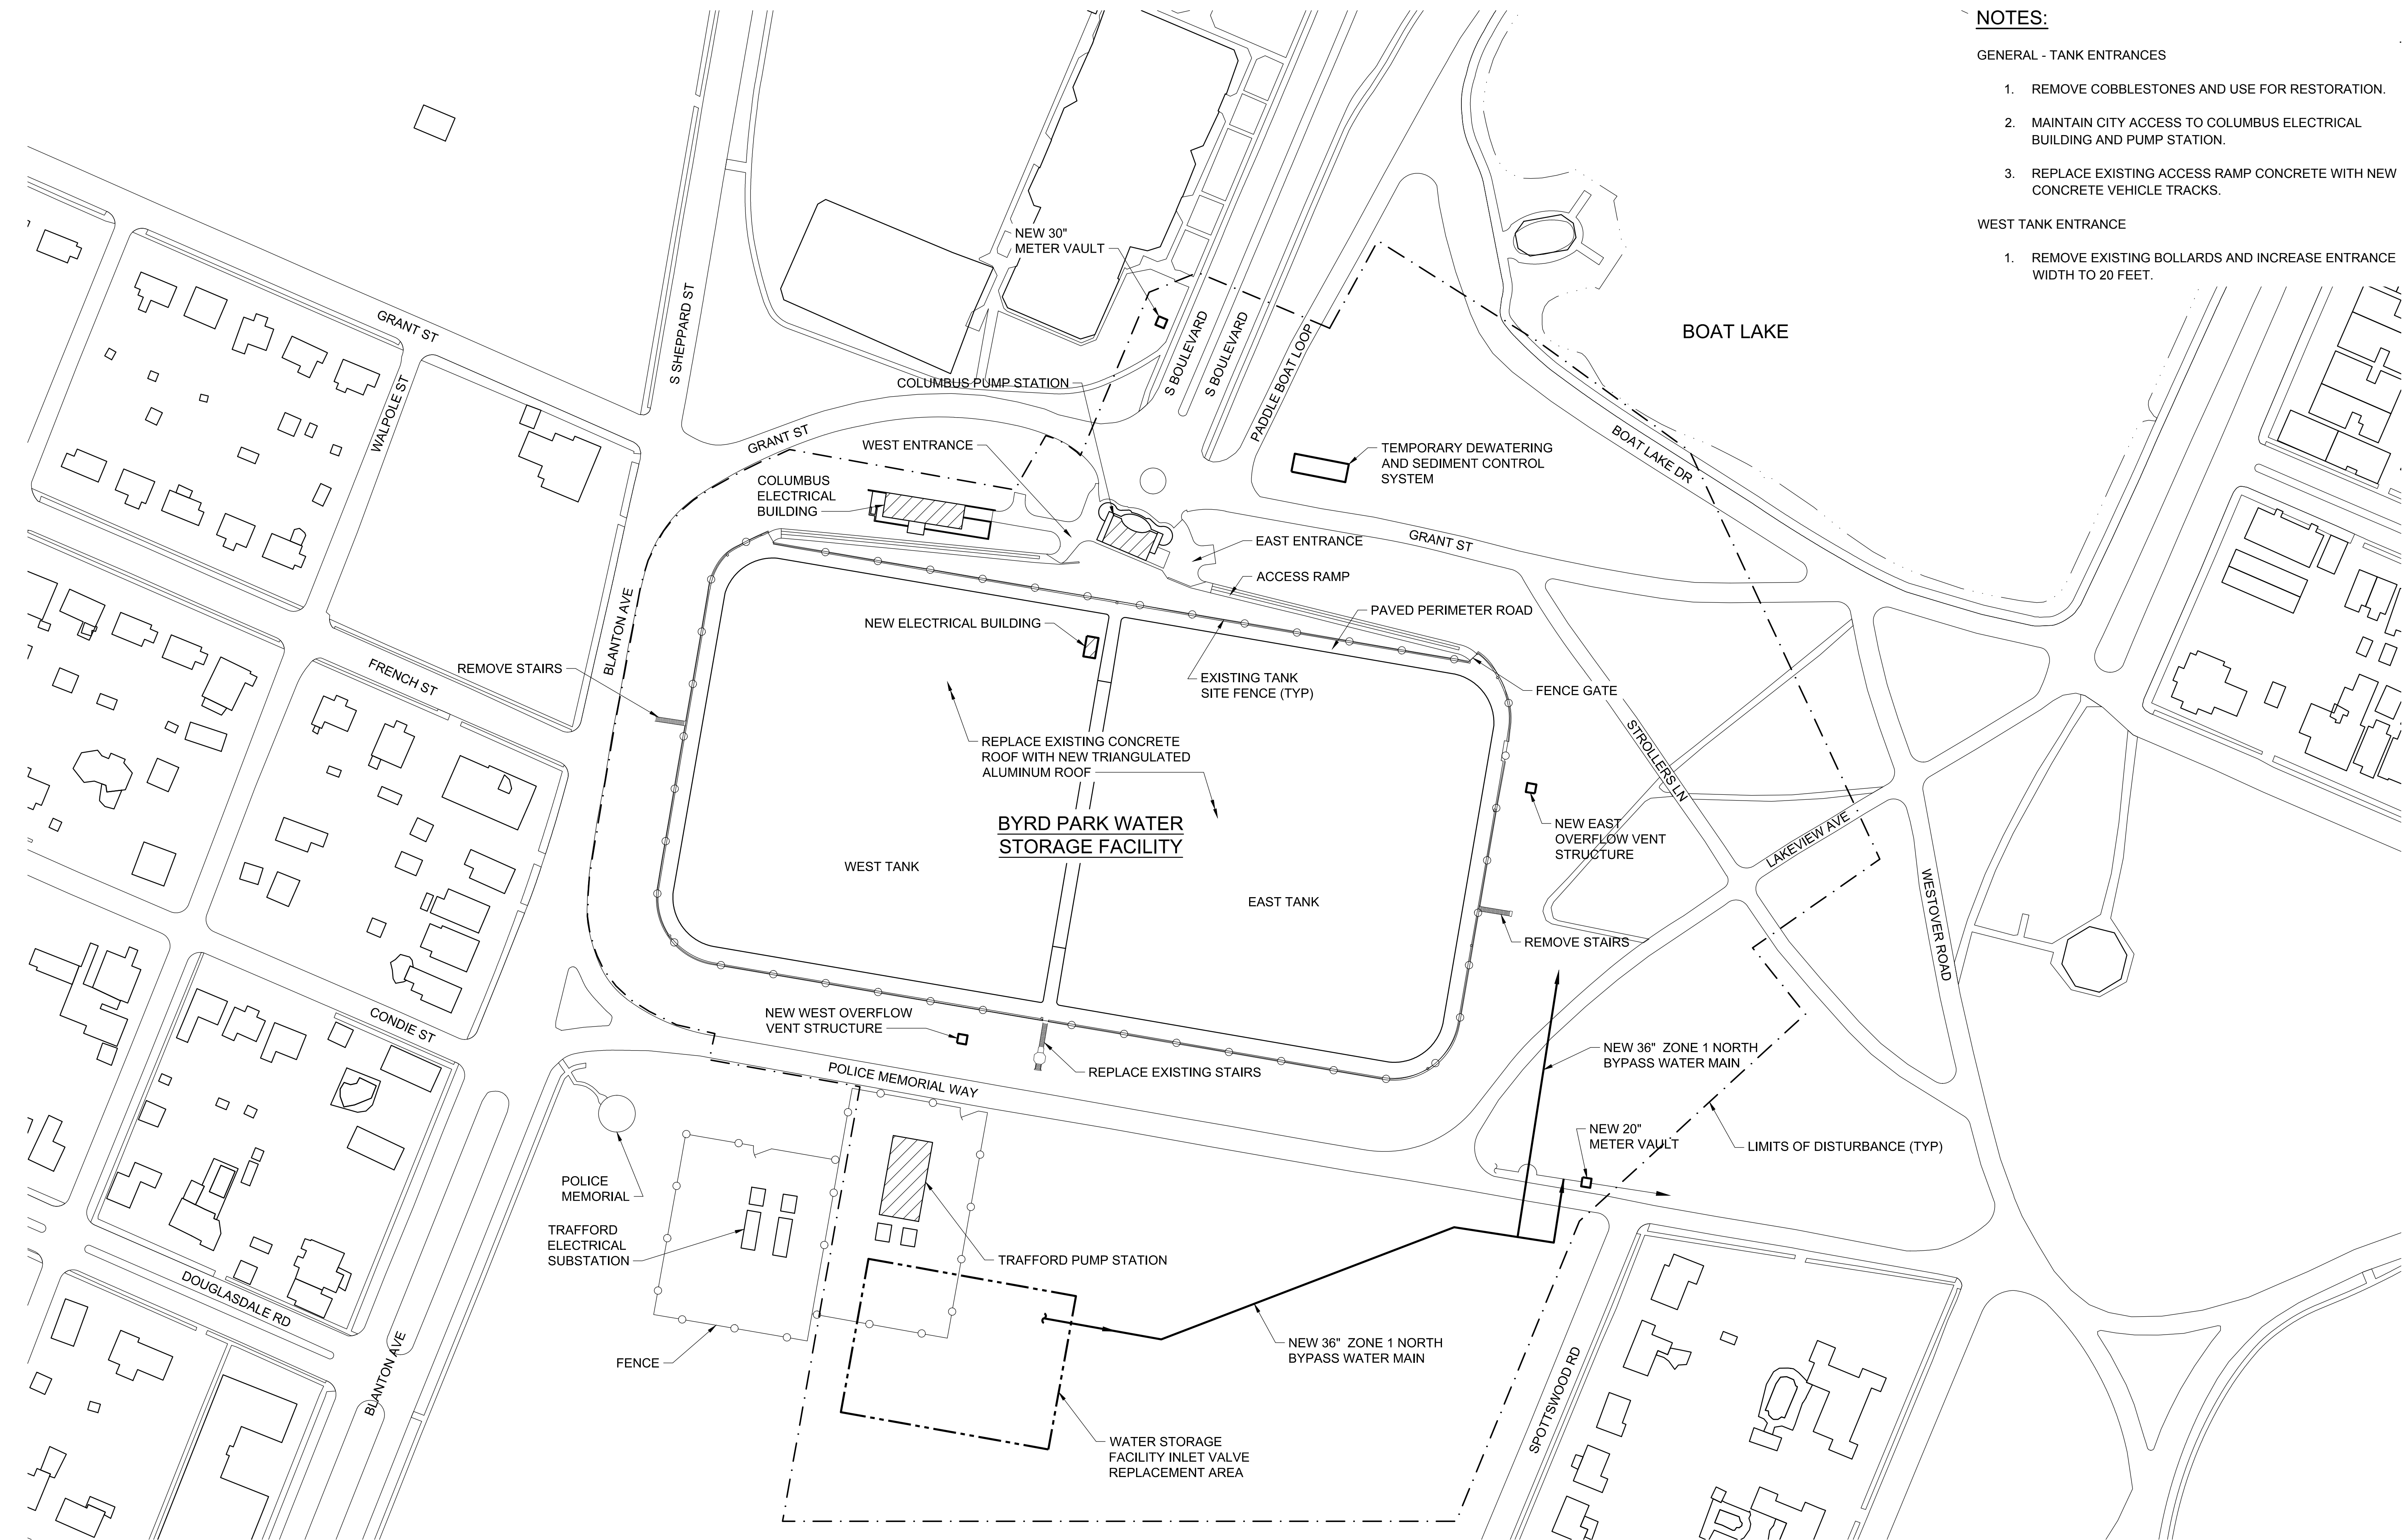 NOTES:
GENERAL - TANK ENTRANCES
1. REMOVE COBBLESTONES AND USE FOR RESTORATION.
2. MAINTAIN CITY ACCESS TO COLUMBUS ELECTRICAL
BUILDING AND PUMP STATION.
3. REPLACE EXISTING ACCESS RAMP CONCRETE WITH NEW
CONCRETE VEHICLE TRACKS.
WEST TANK ENTRANCE
1. REMOVE EXISTING BOLLARDS AND INCREASE ENTRANCE
WIDTH TO 20 FEET.
NEW 30"
METER VAULT
GRANT ST
S SHEPPARD ST
S BOULEVARD
S BOULEVARD
PADDLE BOAT LOOP
BOAT LAKE
COLUMBUS PUMP STATION
WALPOLE ST
GRANT ST
WEST ENTRANCE
TEMPORARY DEWATERING
AND SEDIMENT CONTROL
SYSTEM
BOAT LAKE DR
COLUMBUS
ELECTRICAL
BUILDING
EAST ENTRANCE
GRANT ST
ACCESS RAMP
PAVED PERIMETER ROAD
NEW ELECTRICAL BUILDING
BLANTON AVE
REMOVE STAIRS
FRENCH ST
EXISTING TANK
SITE FENCE (TYP)
FENCE GATE
REPLACE EXISTING CONCRETE
ROOF WITH NEW TRIANGULATED
ALUMINUM ROOF
STROLLERS LN
BYRD PARK WATER
STORAGE FACILITY
NEW EAST
OVERFLOW VENT
STRUCTURE
LAKEVIEW AVE
WEST TANK
EAST TANK
WESTOVER ROAD
REMOVE STAIRS
NEW WEST OVERFLOW
VENT STRUCTURE
CONDIE ST
NEW 36" ZONE 1 NORTH
BYPASS WATER MAIN
REPLACE EXISTING STAIRS
POLICE MEMORIAL WAY
NEW 20"
METER VAULT
LIMITS OF DISTURBANCE (TYP)
POLICE
MEMORIAL
TRAFFORD
ELECTRICAL
SUBSTATION
TRAFFORD PUMP STATION
DOUGLASDALE RD
BLANTON AVE
FENCE
NEW 36" ZONE 1 NORTH
BYPASS WATER MAIN
SPOTTSWOOD RD
WATER STORAGE
FACILITY INLET VALVE
REPLACEMENT AREA